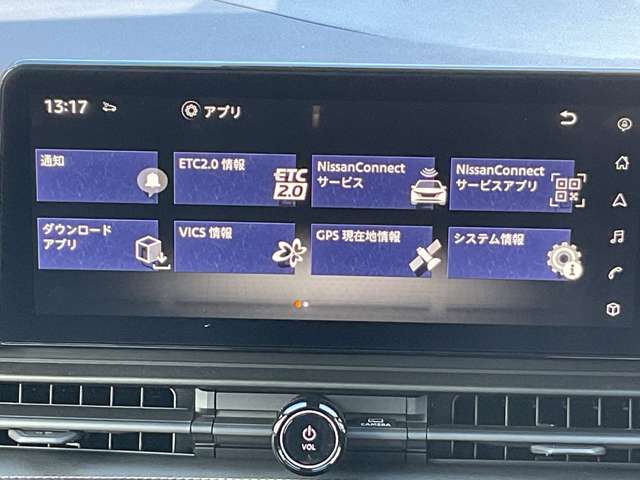 13:17
アプリ
通知
ETC2.0 情報
ETC
2.0
NissanConnect
サービス
NissanConnect
サービスアプリ
ダウンロード
アプリ
VICS 情報
GPS 現在地情報
システム情報
VOL
CAMERA